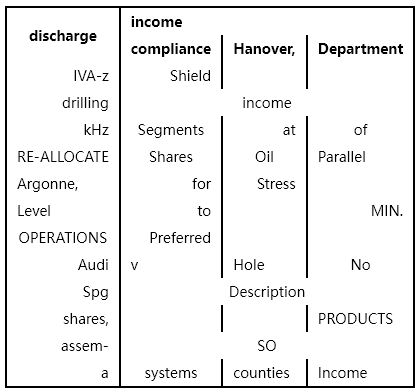 discharge income
compliance Hanover, Department
IVA-z Shield
drilling income
kHz Segments at of
RE-ALLOCATE Shares Oil Parallel
Argonne, for Stress
Level to MIN.
OPERATIONS Preferred
Audi v Hole No
Spg Description
shares, PRODUCTS
assem- SO
a systems counties Income